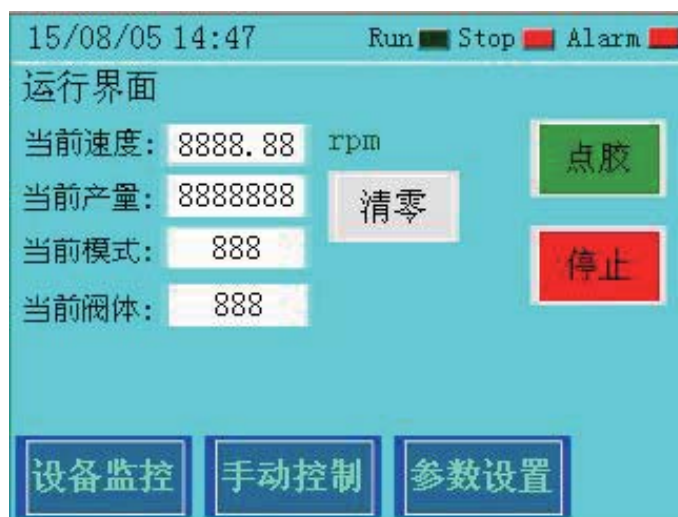 15/08/05 14:47 Run Stop Alarm
运行界面
当前速度: 8888.88 rpm
点胶
当前产量: 8888888 清零
当前模式: 888
停止
当前阀体: 888
设备监控 手动控制 参数设置